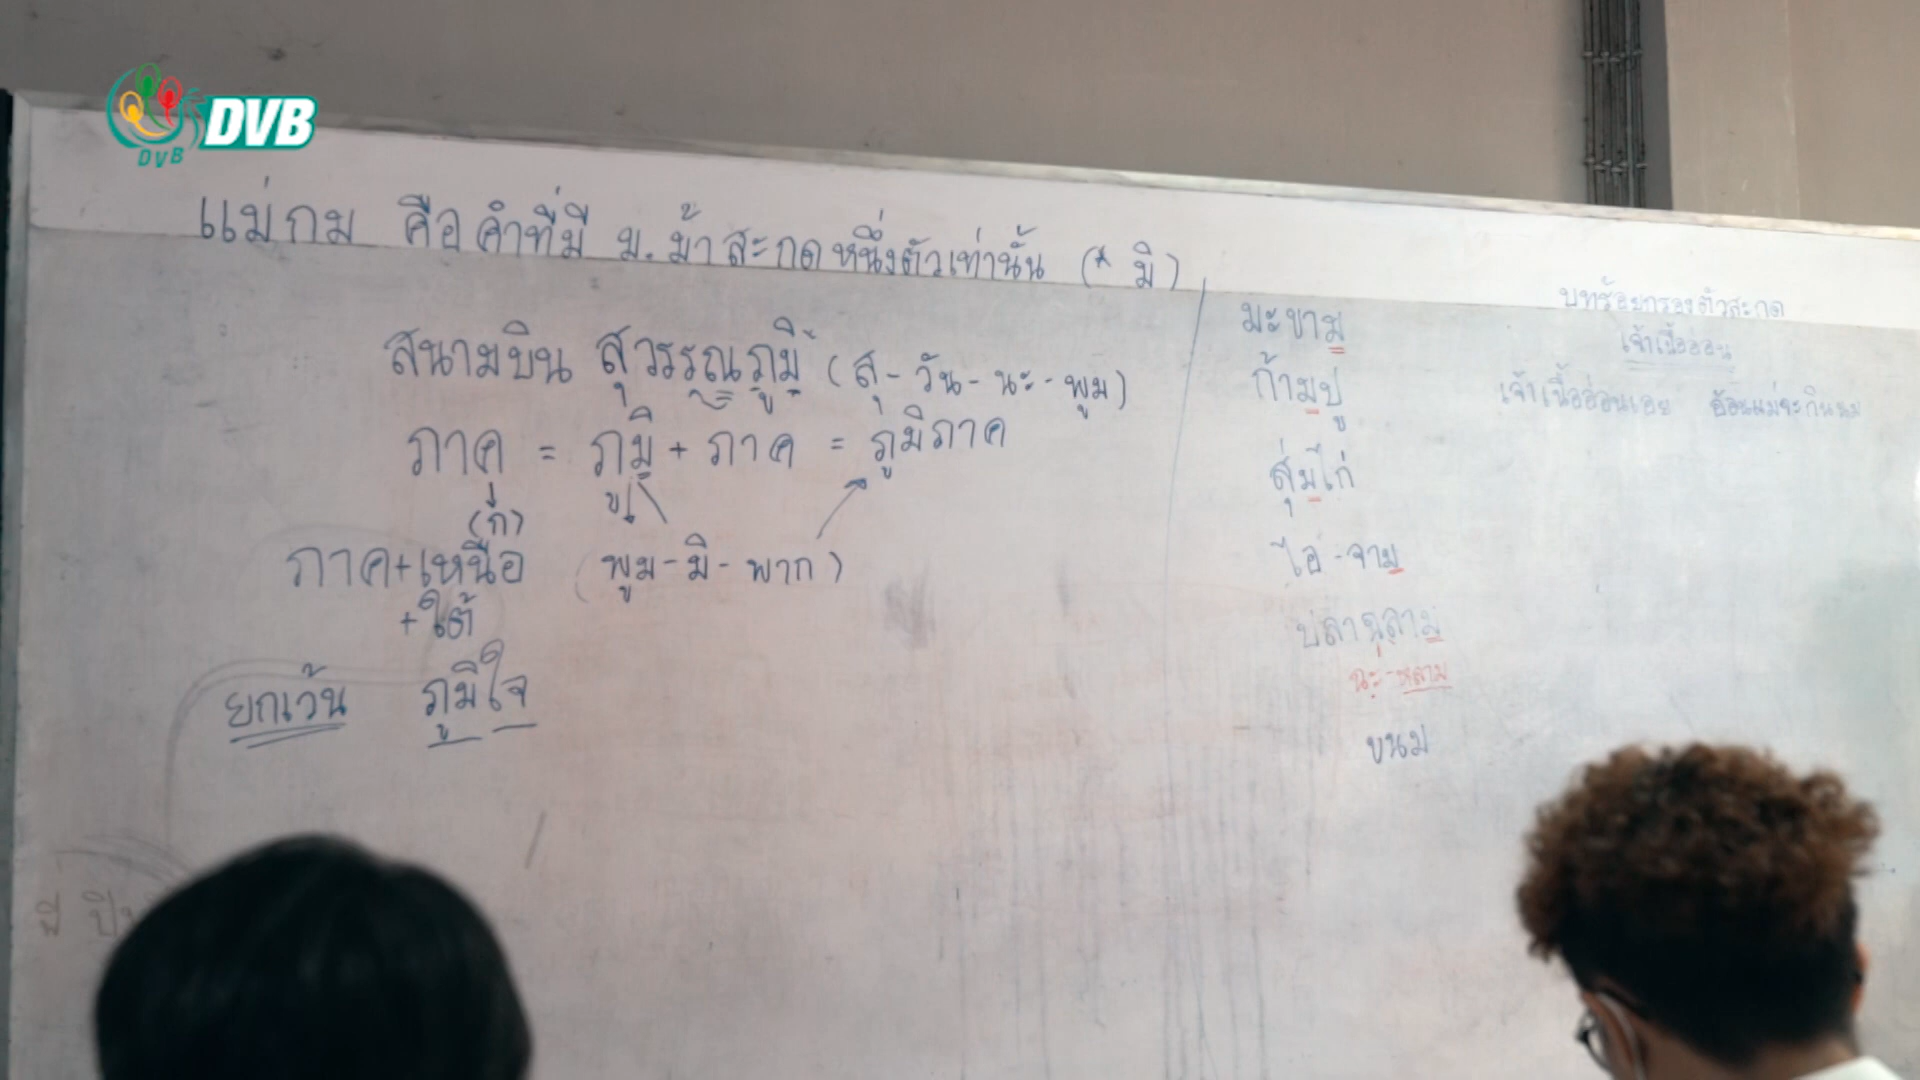 DVB
DVB
แม่กม คือ คำที่มี ม. ม้า สะกดหนึ่งตัวเท่านั้น (* มิ)
สนามบิน สุวรรณภูมิ (สุ-วัน-นะ-พูม)
ภาค = ภูมิ + ภาค = ภูมิภาค
(ก)
ภาค+เหนือ (พูม-มิ-พาก)
+ใต้
ยกเว้น ภูมิใจ
มะขาม
ก้ามปู
สุ่มไก่
ไอ-จาม
ปลาฉลาม
ฉะ-หลาม
ขนม
บทร้อยกรองตัวสะกด
เจ้าเนื้ออ่อน
เจ้าเนื้ออ่อนเอย อ้อนแม่จะกินนม